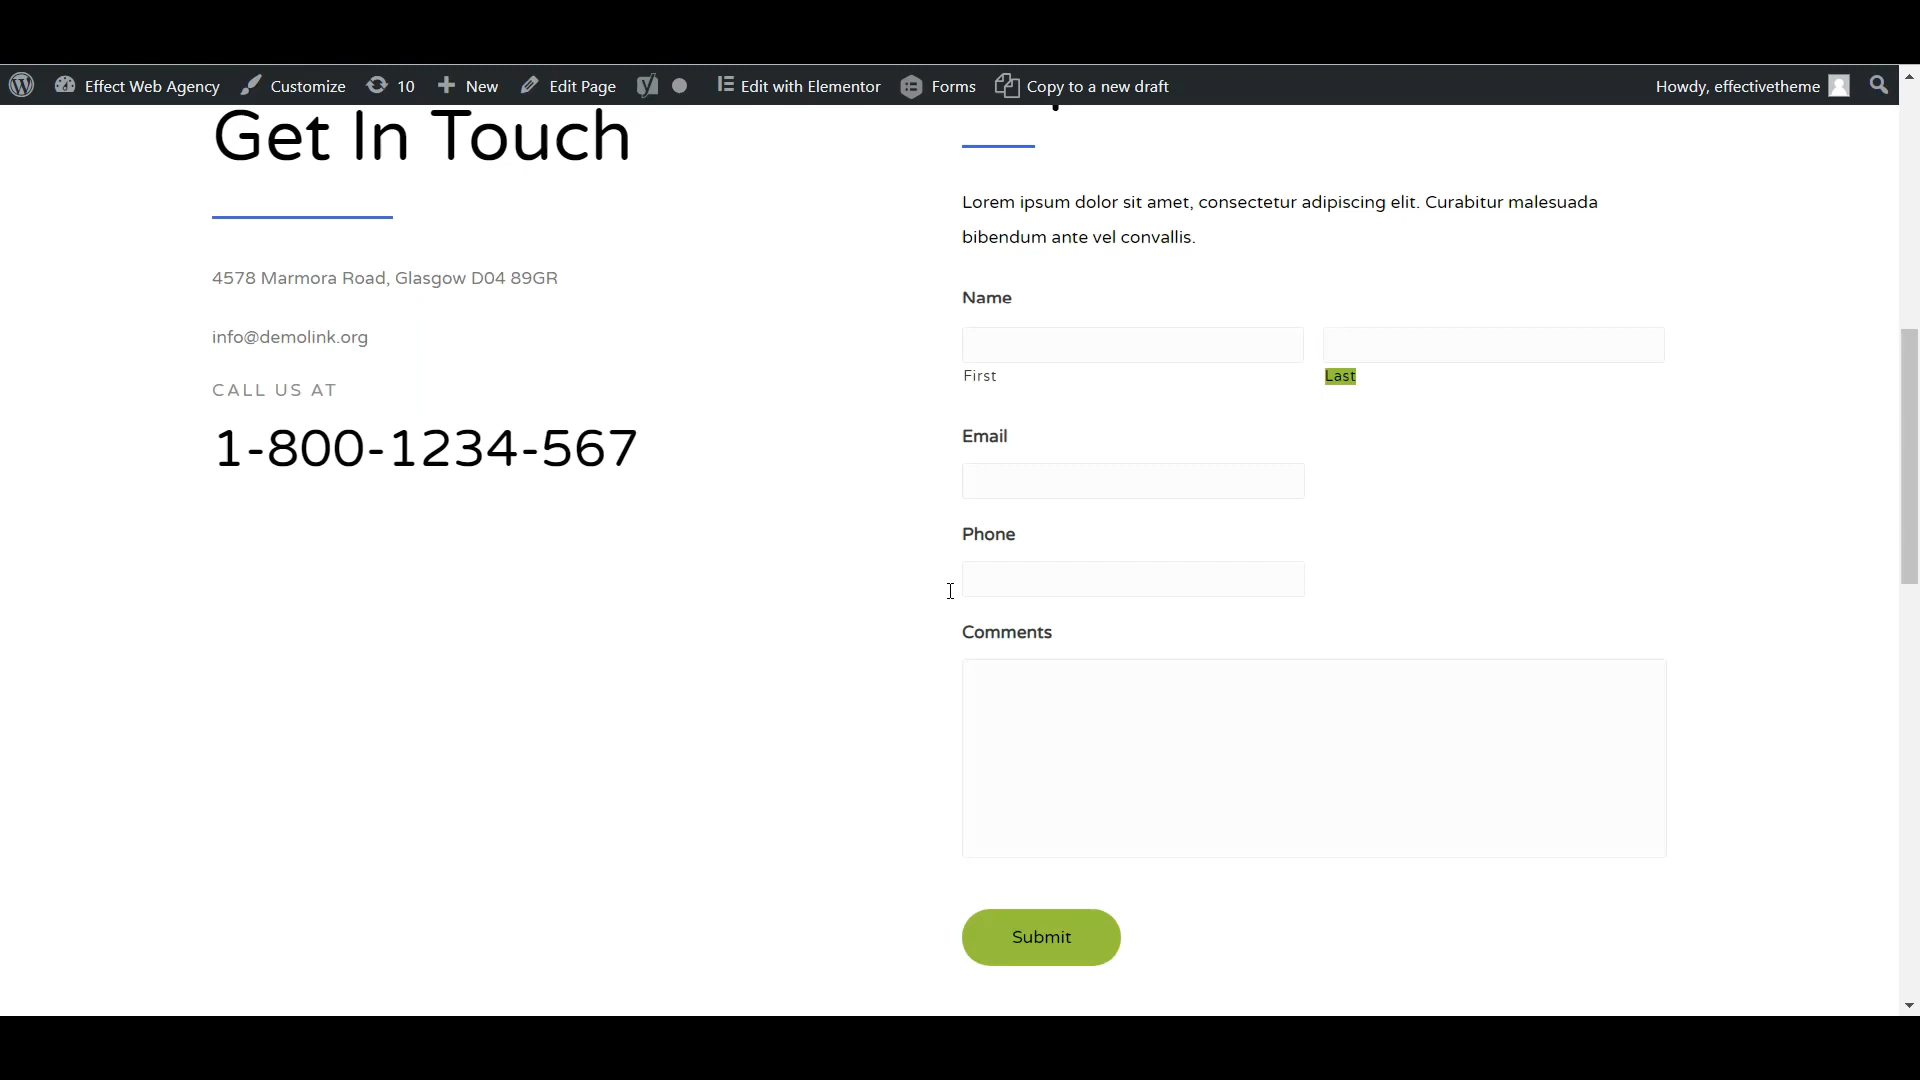 Effect Web Agency Customize 10 New Edit Page Edit with Elementor Forms Copy to a new draft Howdy, effectivetheme
Get In Touch
4578 Marmora Road, Glasgow D04 89GR
info@demolink.org
CALL US AT
1-800-1234-567
Lorem ipsum dolor sit amet, consectetur adipiscing elit. Curabitur malesuada
bibendum ante vel convallis.
Name
First Last
Email
Phone
Comments
Submit